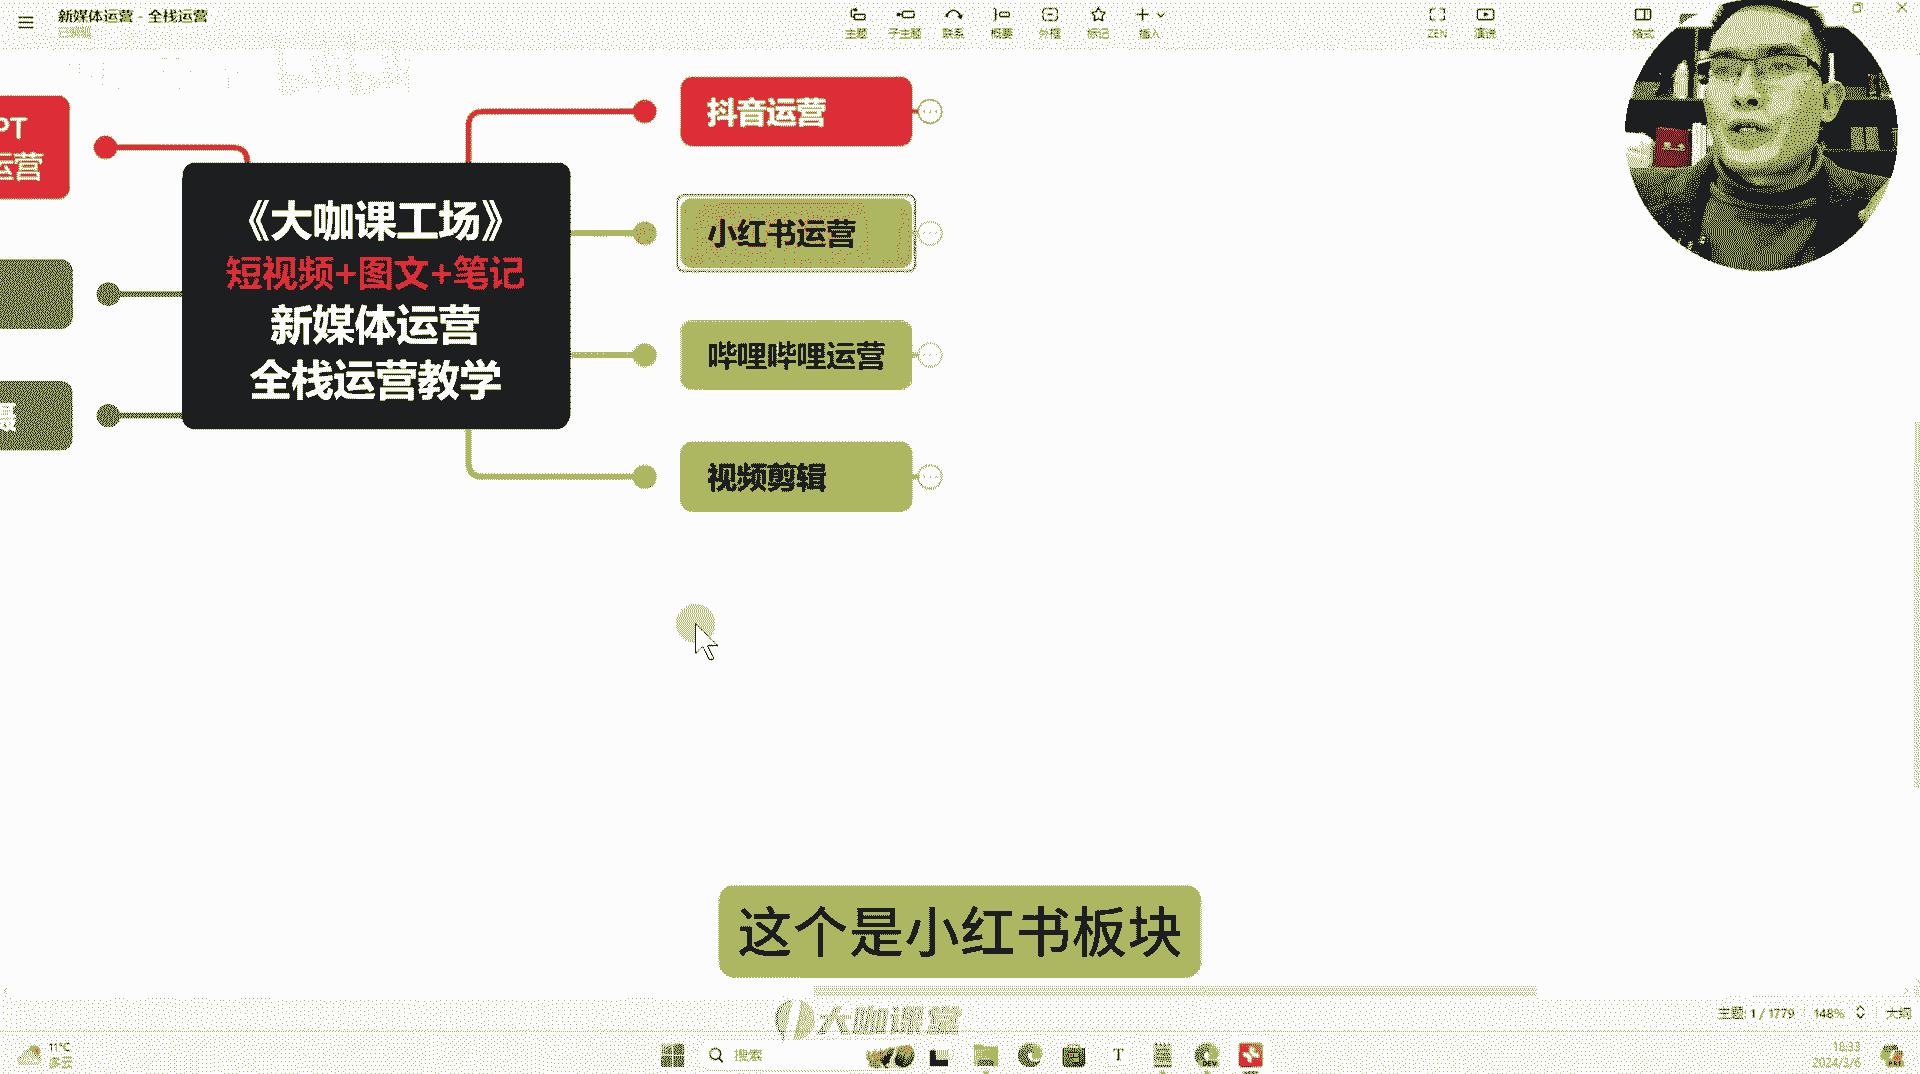 新媒体运营 - 全栈运营
已编辑
主题
子主题
联系
概要
外框
标记
插入
ZEN
演说
格式
PT
运营
《大咖课工场》
短视频+图文+笔记
新媒体运营
全栈运营教学
抖音运营
小红书运营
哔哩哔哩运营
视频剪辑
这个是小红书板块
大咖课堂
主题: 1 / 1779
148%
大纲
11°C
多云
搜索
18:33
2024/3/6